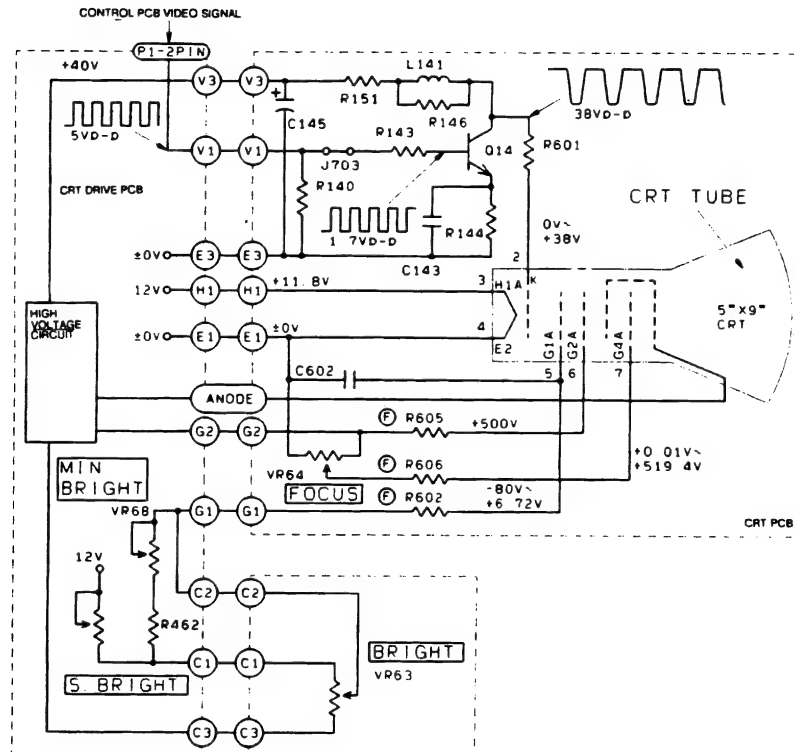 CONTROL PCB VIDEO SIGNAL
P1-2PIN
+40V
V3 V3
L141
R151
R146
+
C145
38VD-D
5VD-D
V1 V1
J703
R143
Q14
R601
R140
CRT DRIVE PCB
1 7VD-D
R144
C143
CRT TUBE
0V~
+38V
±0V E3 E3
2
K
12V H1 H1 +11.8V
3 H1A
HIGH
VOLTAGE
CIRCUIT
±0V E1 E1 ±0V
4 E2
G1A
G2A
G4A
5"X9"
CRT
5 6 7
C602
ANODE
G2 G2
F R605
+500V
VR64
F R606
+0 01V~
+519 4V
FOCUS
F R602
-80V~
+6 72V
MIN
BRIGHT
VR68
G1 G1
CRT PCB
12V
C2 C2
R462
C1 C1
BRIGHT
VR63
S. BRIGHT
C3 C3